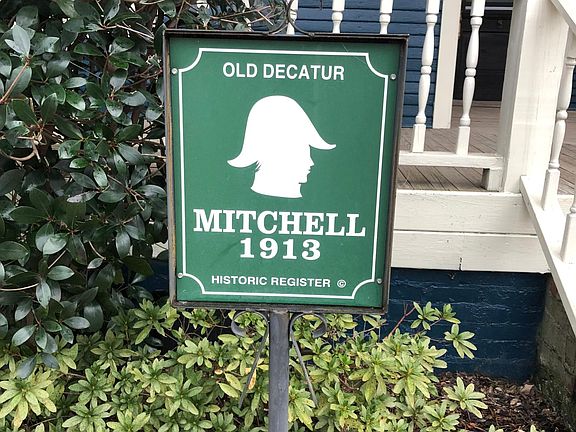 OLD DECATUR
MITCHELL
1913
HISTORIC REGISTER ©